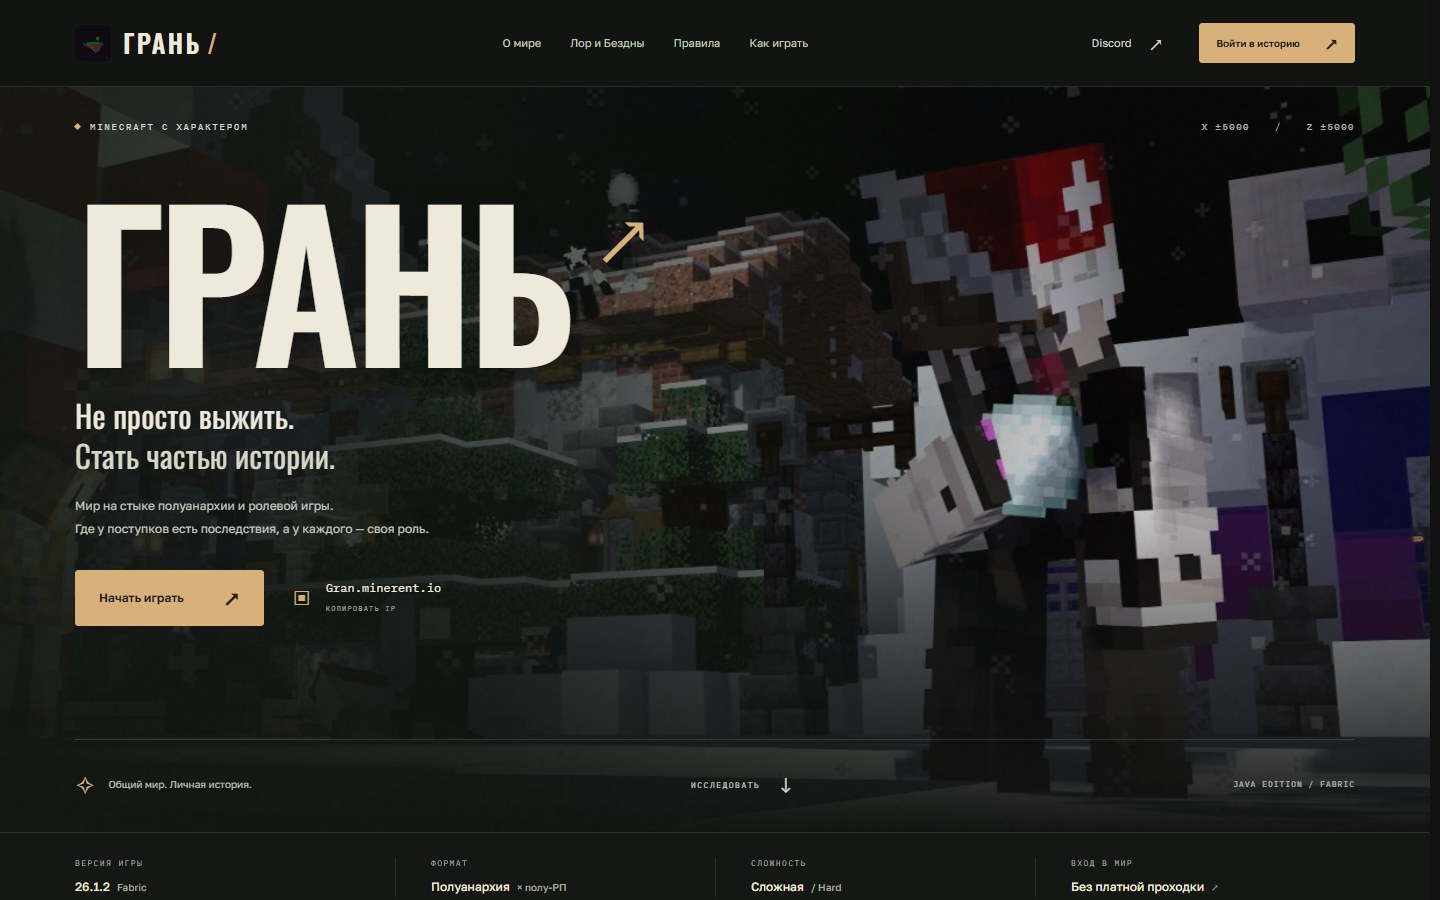 ГРАНЬ /
О мире
Лор и Бездны
Правила
Как играть
Discord ↗
Войти в историю ↗
MINECRAFT С ХАРАКТЕРОМ
X ±5000 / Z ±5000
ГРАНЬ ↗
Не просто выжить.
Стать частью истории.
Мир на стыке полуанархии и ролевой игры.
Где у поступков есть последствия, а у каждого — своя роль.
Начать играть ↗
Gran.minerent.io
КОПИРОВАТЬ IP
Общий мир. Личная история.
ИССЛЕДОВАТЬ ↓
JAVA EDITION / FABRIC
ВЕРСИЯ ИГРЫ
26.1.2 Fabric
ФОРМАТ
Полуанархия × полу-РП
СЛОЖНОСТЬ
Сложная / Hard
ВХОД В МИР
Без платной проходки ↗